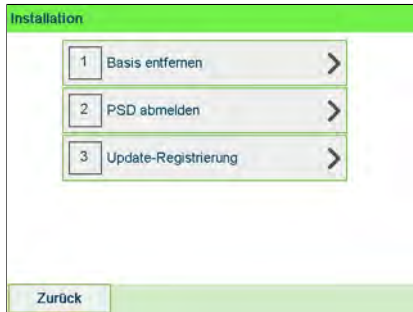 Installation
1 Basis entfernen
2 PSD abmelden
3 Update-Registrierung
Zurück